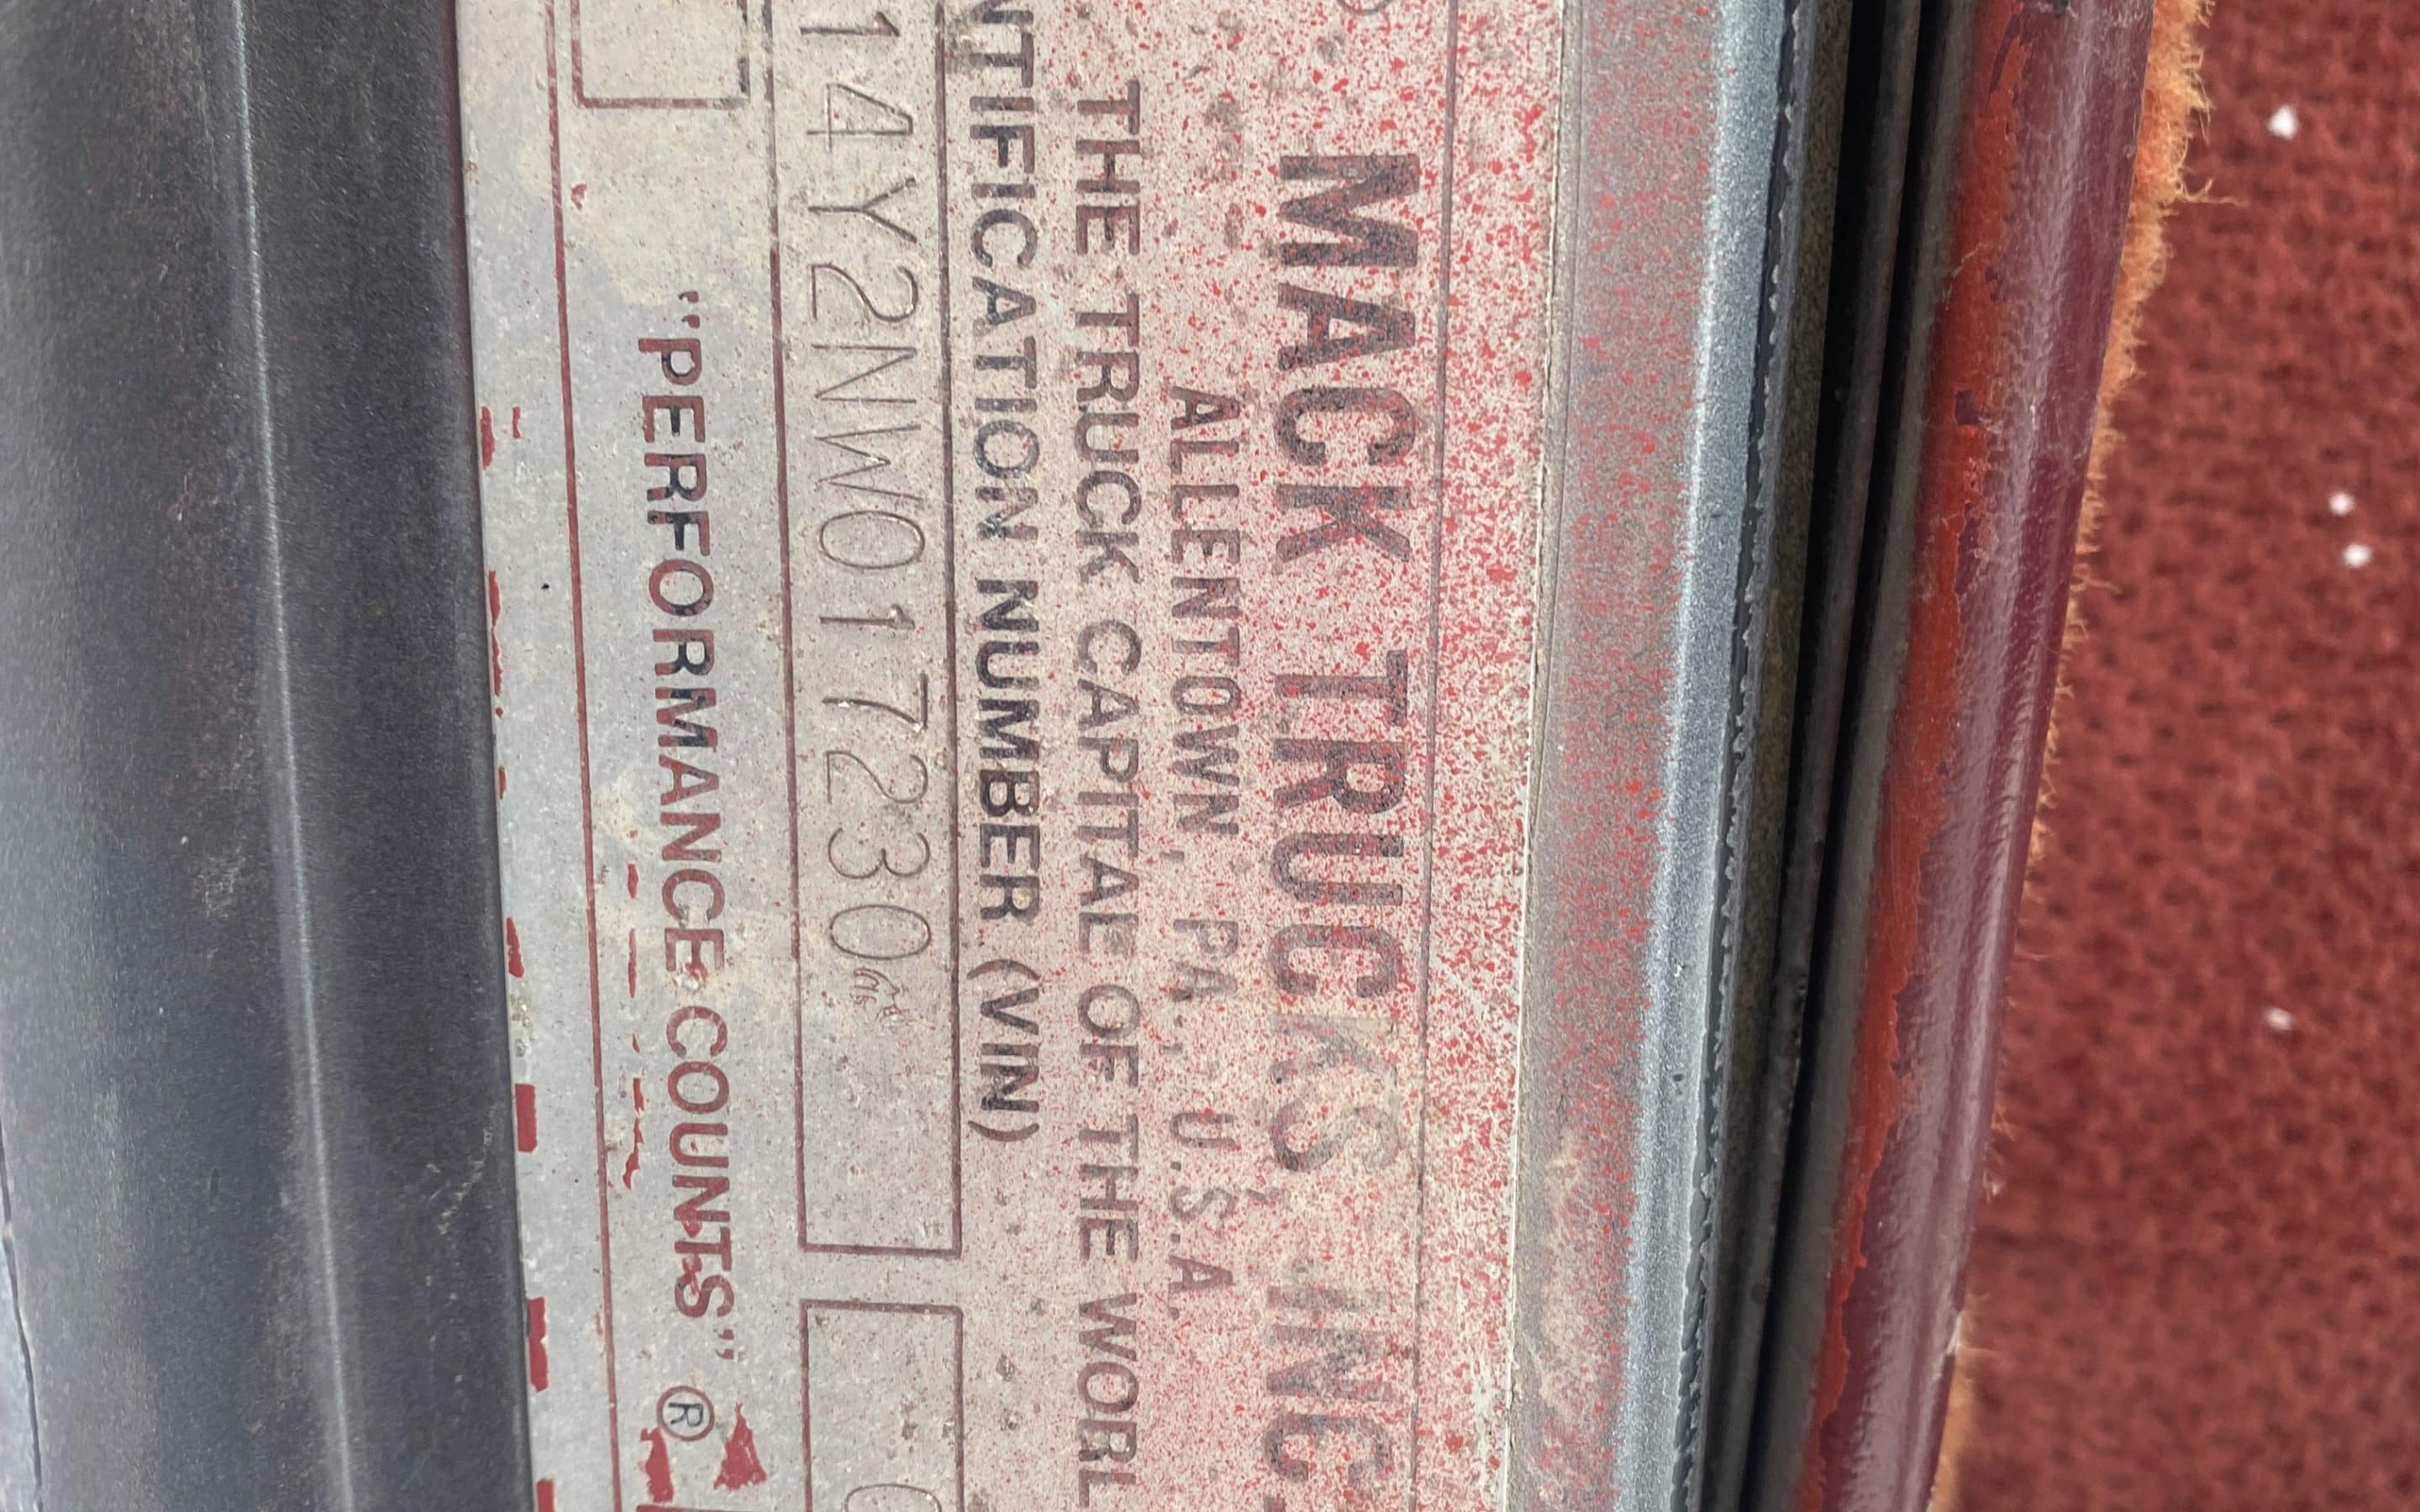 MACK TRUCKS INC.
ALLENTOWN, PA., U.S.A.
THE TRUCK CAPITAL OF THE WORL
NTIFICATION NUMBER (VIN)
14Y2NW017230
"PERFORMANCE COUNTS" ®